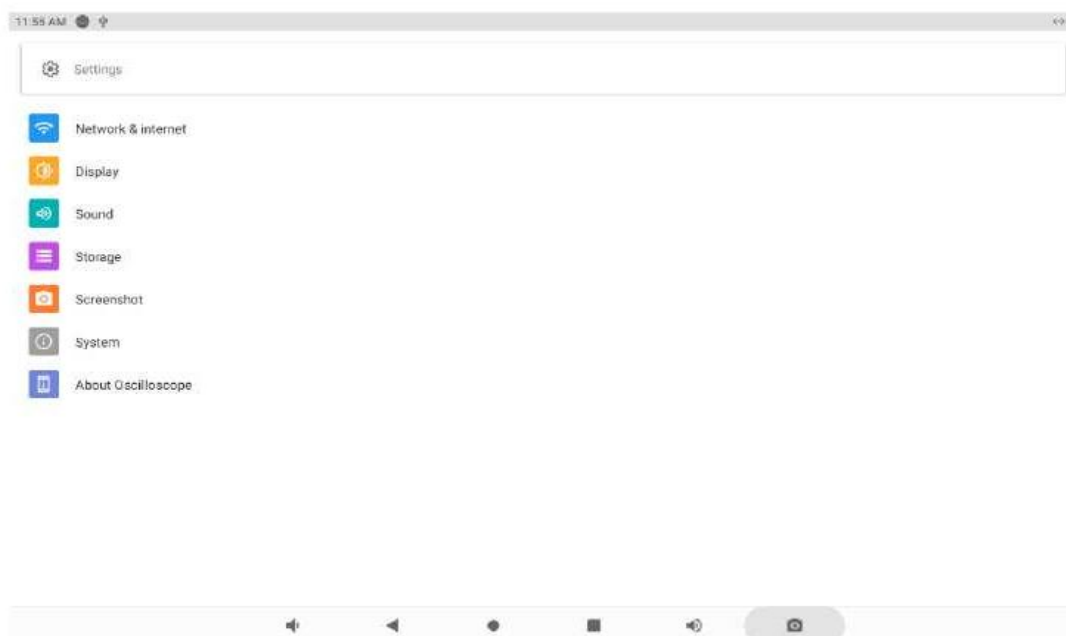 11:55 AM
Settings
Network & internet
Display
Sound
Storage
Screenshot
System
About Oscilloscope